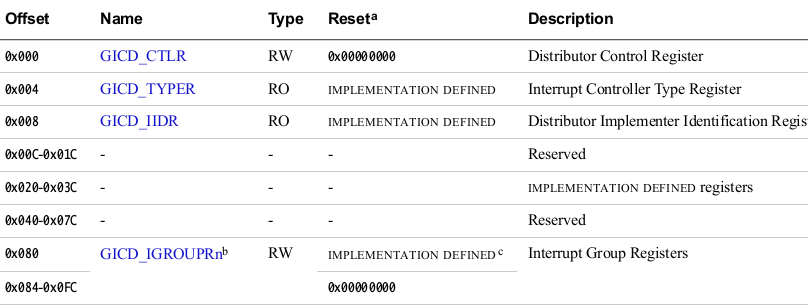 Offset Name Type Resetᵃ Description
0x000 GICD_CTLR RW 0x00000000 Distributor Control Register
0x004 GICD_TYPER RO IMPLEMENTATION DEFINED Interrupt Controller Type Register
0x008 GICD_IIDR RO IMPLEMENTATION DEFINED Distributor Implementer Identification Regis
0x00C-0x01C - - - Reserved
0x020-0x03C - - - IMPLEMENTATION DEFINED registers
0x040-0x07C - - - Reserved
0x080 GICD_IGROUPRnᵇ RW IMPLEMENTATION DEFINED ᶜ Interrupt Group Registers
0x084-0x0FC 0x00000000